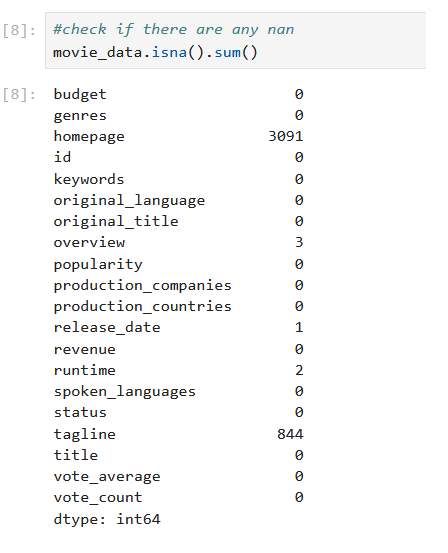 [8]: #check if there are any nan
movie_data.isna().sum()
[8]: budget 0
genres 0
homepage 3091
id 0
keywords 0
original_language 0
original_title 0
overview 3
popularity 0
production_companies 0
production_countries 0
release_date 1
revenue 0
runtime 2
spoken_languages 0
status 0
tagline 844
title 0
vote_average 0
vote_count 0
dtype: int64